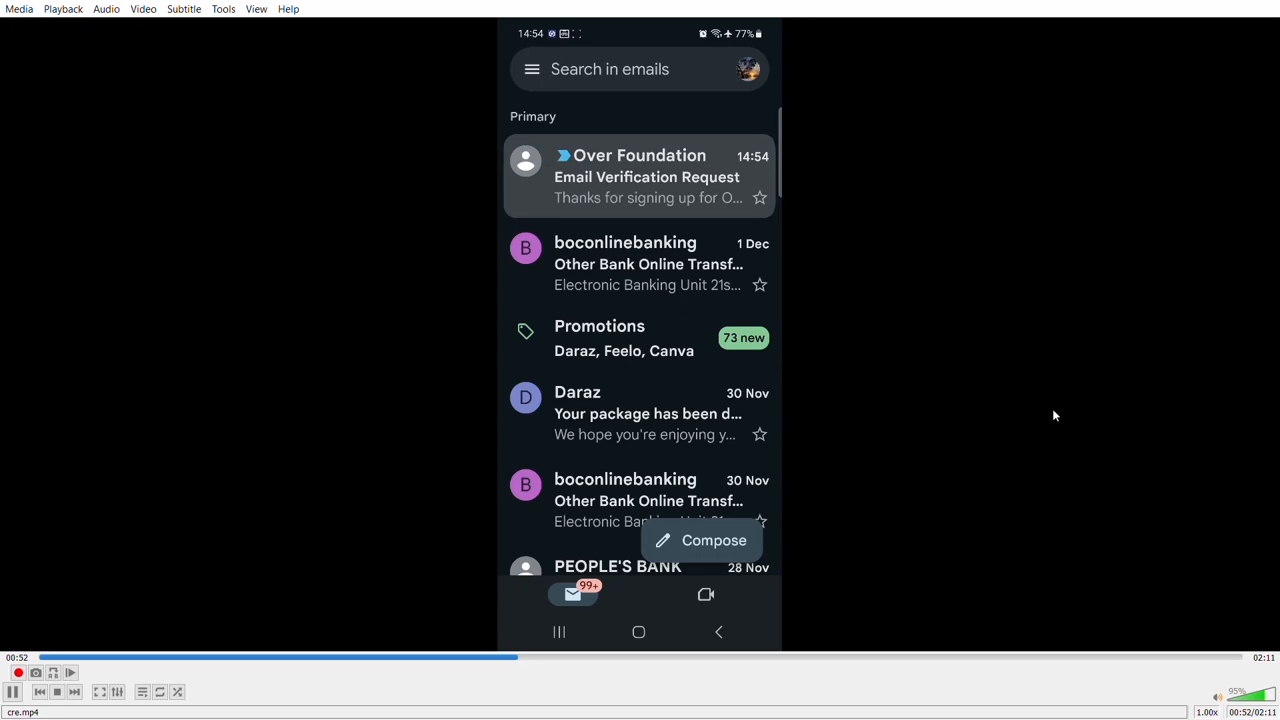 Media Playback Audio Video Subtitle Tools View Help
14:54 77%
Search in emails
Primary
Over Foundation 14:54
Email Verification Request
Thanks for signing up for O...
B boconlinebanking 1 Dec
Other Bank Online Transf...
Electronic Banking Unit 21s...
Promotions 73 new
Daraz, Feelo, Canva
D Daraz 30 Nov
Your package has been d...
We hope you're enjoying y...
B boconlinebanking 30 Nov
Other Bank Online Transf...
Electronic
Compose
PEOPLE'S BANK 28 Nov
99+
00:52 02:11
95%
cre.mp4 1.00x 00:52/02:11